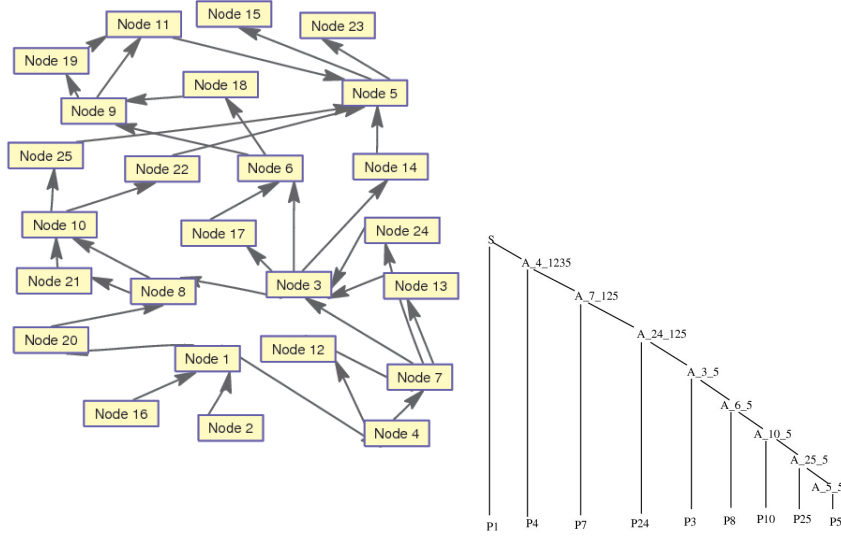 Node 15
Node 11
Node 23
Node 19
Node 18
Node 5
Node 9
Node 25
Node 22
Node 6
Node 14
Node 10
Node 17
Node 24
Node 21
Node 8
Node 3
Node 13
Node 20
Node 1
Node 12
Node 7
Node 16
Node 2
Node 4
S
A_4_1235
A_7_125
A_24_125
A_3_5
A_6_5
A_10_5
A_25_5
A_5_5
P1 P4 P7 P24 P3 P8 P10 P25 P5